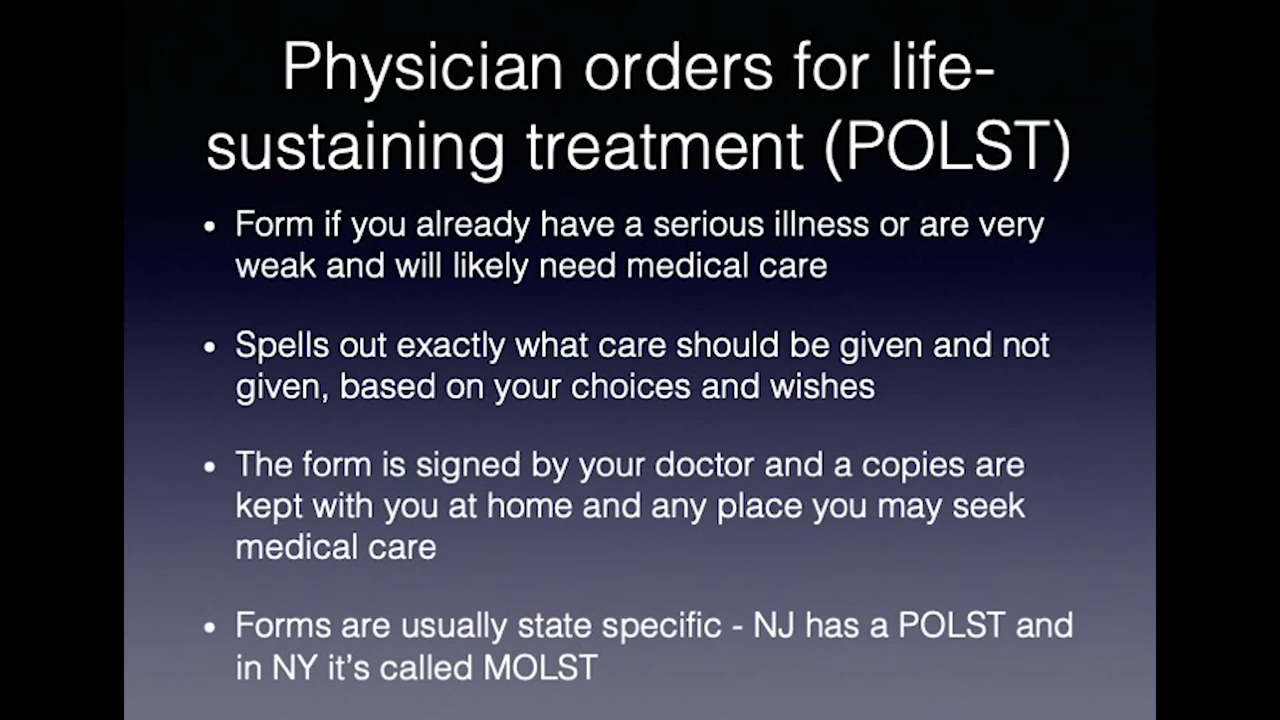 Physician orders for life-
sustaining treatment (POLST)
• Form if you already have a serious illness or are very
weak and will likely need medical care
• Spells out exactly what care should be given and not
given, based on your choices and wishes
• The form is signed by your doctor and a copies are
kept with you at home and any place you may seek
medical care
• Forms are usually state specific - NJ has a POLST and
in NY it's called MOLST